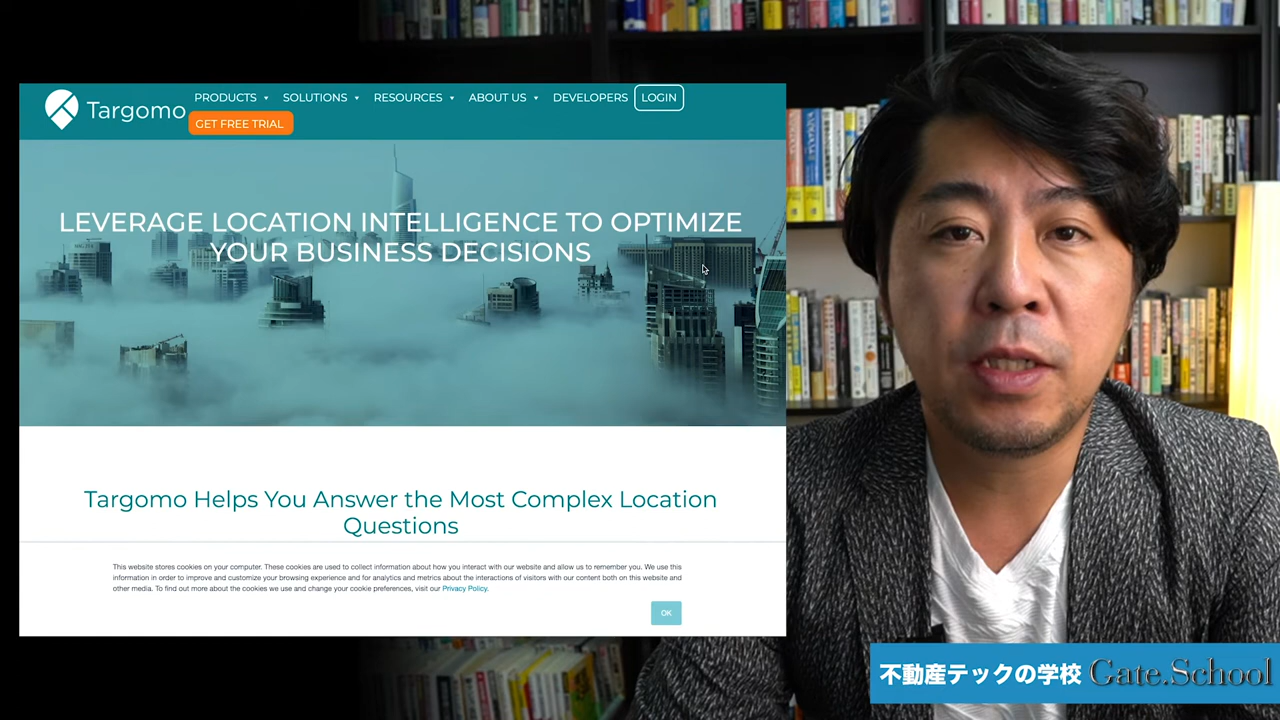 Targomo
PRODUCTS SOLUTIONS RESOURCES ABOUT US DEVELOPERS LOGIN
GET FREE TRIAL
LEVERAGE LOCATION INTELLIGENCE TO OPTIMIZE
YOUR BUSINESS DECISIONS
Targomo Helps You Answer the Most Complex Location
Questions
This website stores cookies on your computer. These cookies are used to collect information about how you interact with our website and allow us to remember you. We use this
information in order to improve and customize your browsing experience and for analytics and metrics about the interactions of visitors with our content both on this website and
other media. To find out more about the cookies we use and change your cookie preferences, visit our Privacy Policy.
OK
不動産テックの学校 Gate.School